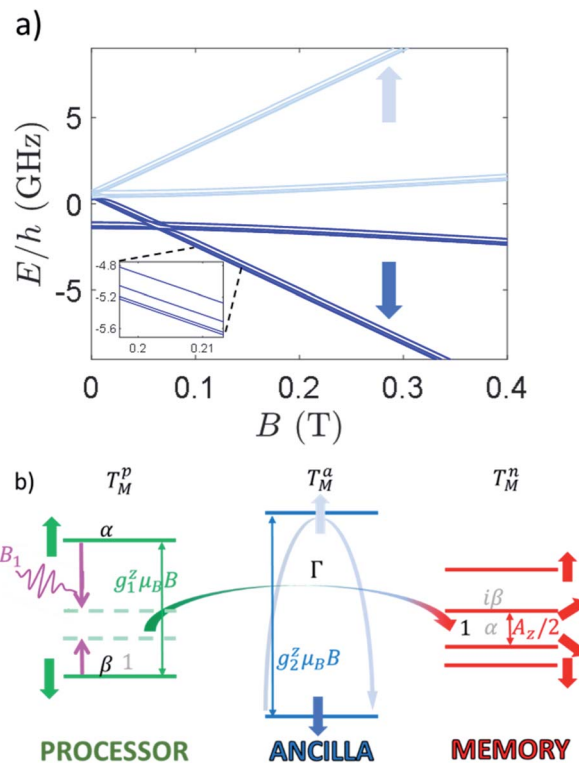 a)
E/h (GHz)
5
0
-5
-4.8
-5.2
-5.6
0.2 0.21
0 0.1 0.2 0.3 0.4
B (T)
b)
T_M^p T_M^a T_M^n
α
B_1
g_1^z μ_B B
β 1
Γ
g_2^z μ_B B
iβ
1 α A_z/2
PROCESSOR ANCILLA MEMORY